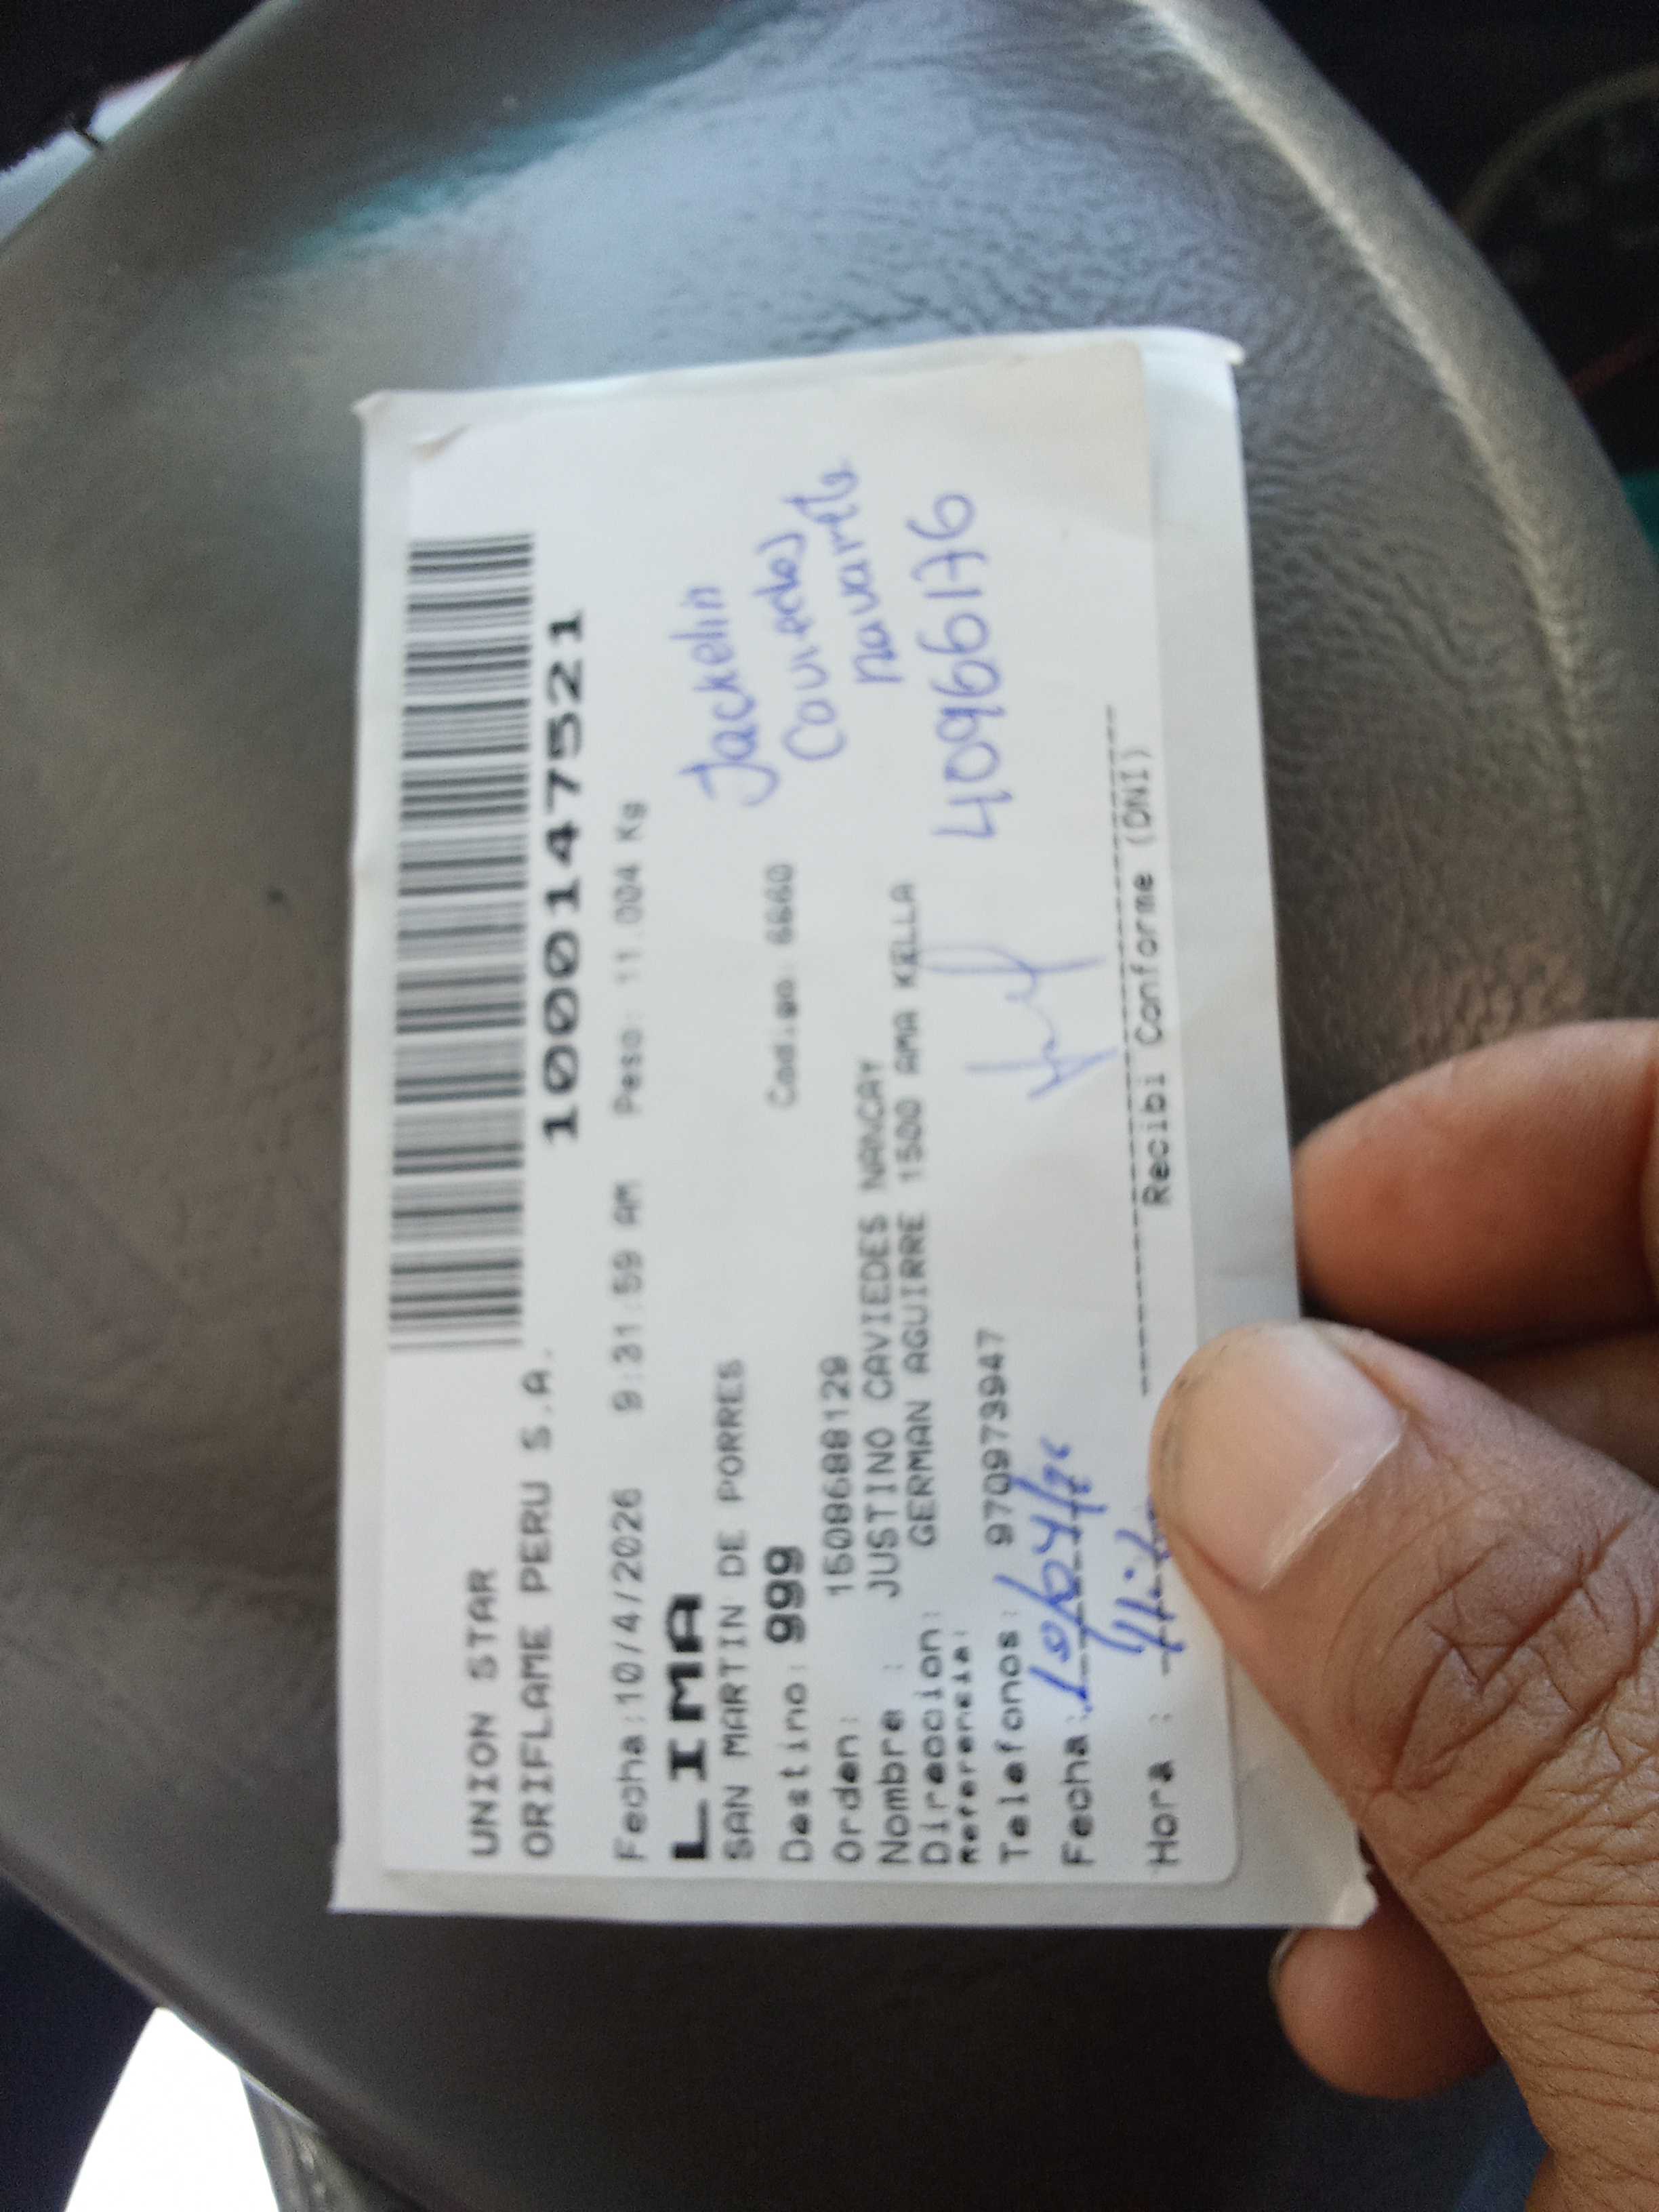 UNION STAR
ORIFLAME PERU S.A.
1000147521
Fecha:10/4/2026 9:31:59 AM Peso: 11.004 Kg
LIMA
SAN MARTIN DE PORRES
Destino: 999 Codigo: 6660
Orden: 1508688129
Nombre : JUSTINO CAVIEDES NANCAY
Direccion: GERMAN AGUIRRE 1500 AMA KELLA
Referencia:
Telefonos: 970973947
Fecha:
Hora :
Recibi Conforme (DNI)
Jackelin
Caviedes
40966176